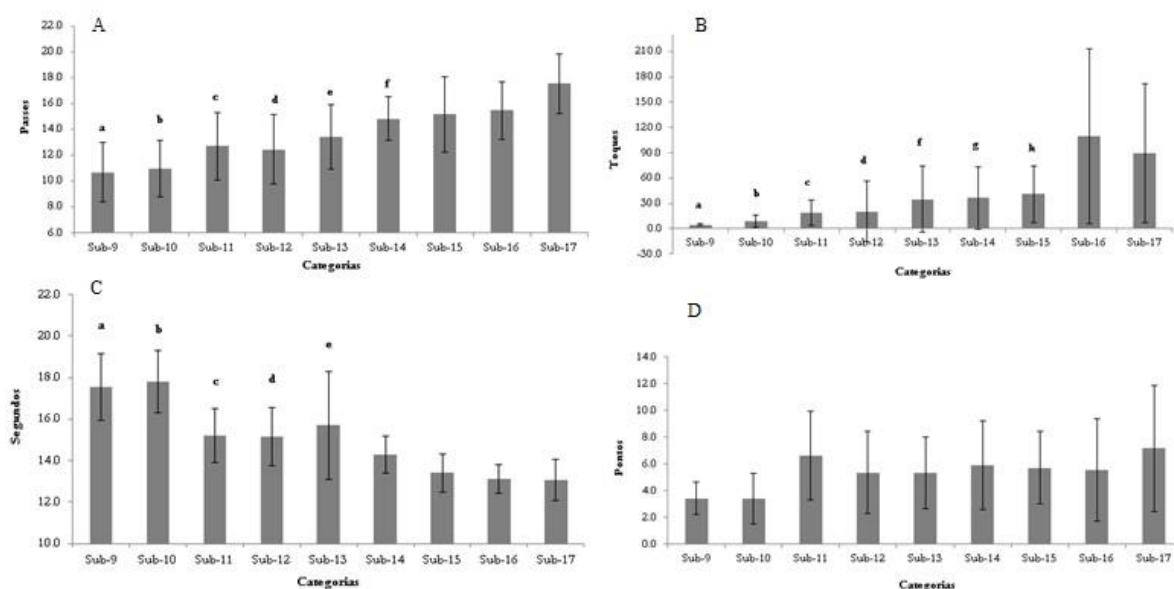 A
22.0
20.0
18.0
16.0
14.0
12.0
10.0
8.0
6.0
Passes
a b c d e f
Sub-9 Sub-10 Sub-11 Sub-12 Sub-13 Sub-14 Sub-15 Sub-16 Sub-17
Categorias
B
210.0
170.0
130.0
90.0
50.0
30.0
0.0
-30.0
Toques
a b c d f g h
Sub-9 Sub-10 Sub-11 Sub-12 Sub-13 Sub-14 Sub-15 Sub-16 Sub-17
Categorias
C
22.0
20.0
18.0
16.0
14.0
12.0
10.0
Segundos
a b c d e
Sub-9 Sub-10 Sub-11 Sub-12 Sub-13 Sub-14 Sub-15 Sub-16 Sub-17
Categorias
D
14.0
12.0
10.0
8.0
6.0
4.0
2.0
0.0
Pontos
Sub-9 Sub-10 Sub-11 Sub-12 Sub-13 Sub-14 Sub-15 Sub-16 Sub-17
Categorias